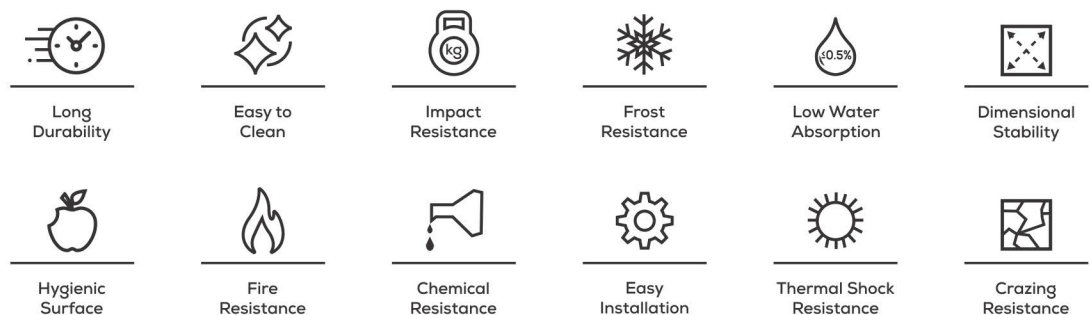 kg
≤0.5%
Long
Durability
Easy to
Clean
Impact
Resistance
Frost
Resistance
Low Water
Absorption
Dimensional
Stability
Hygienic
Surface
Fire
Resistance
Chemical
Resistance
Easy
Installation
Thermal Shock
Resistance
Crazing
Resistance